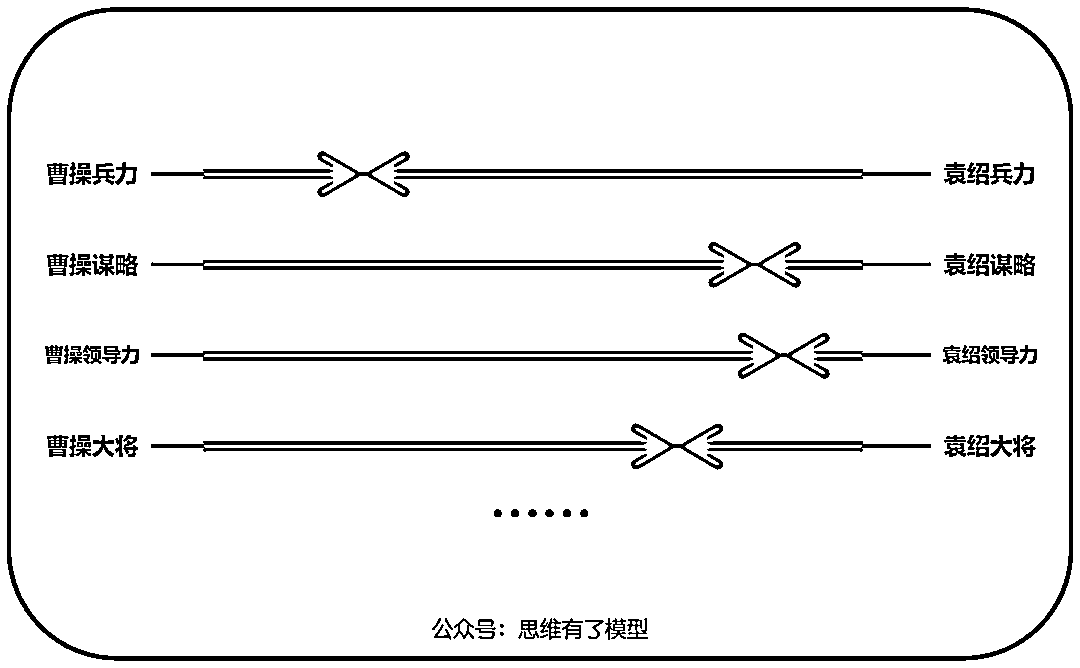 曹操兵力 袁绍兵力
曹操谋略 袁绍谋略
曹操领导力 袁绍领导力
曹操大将 袁绍大将
······
公众号：思维有了模型